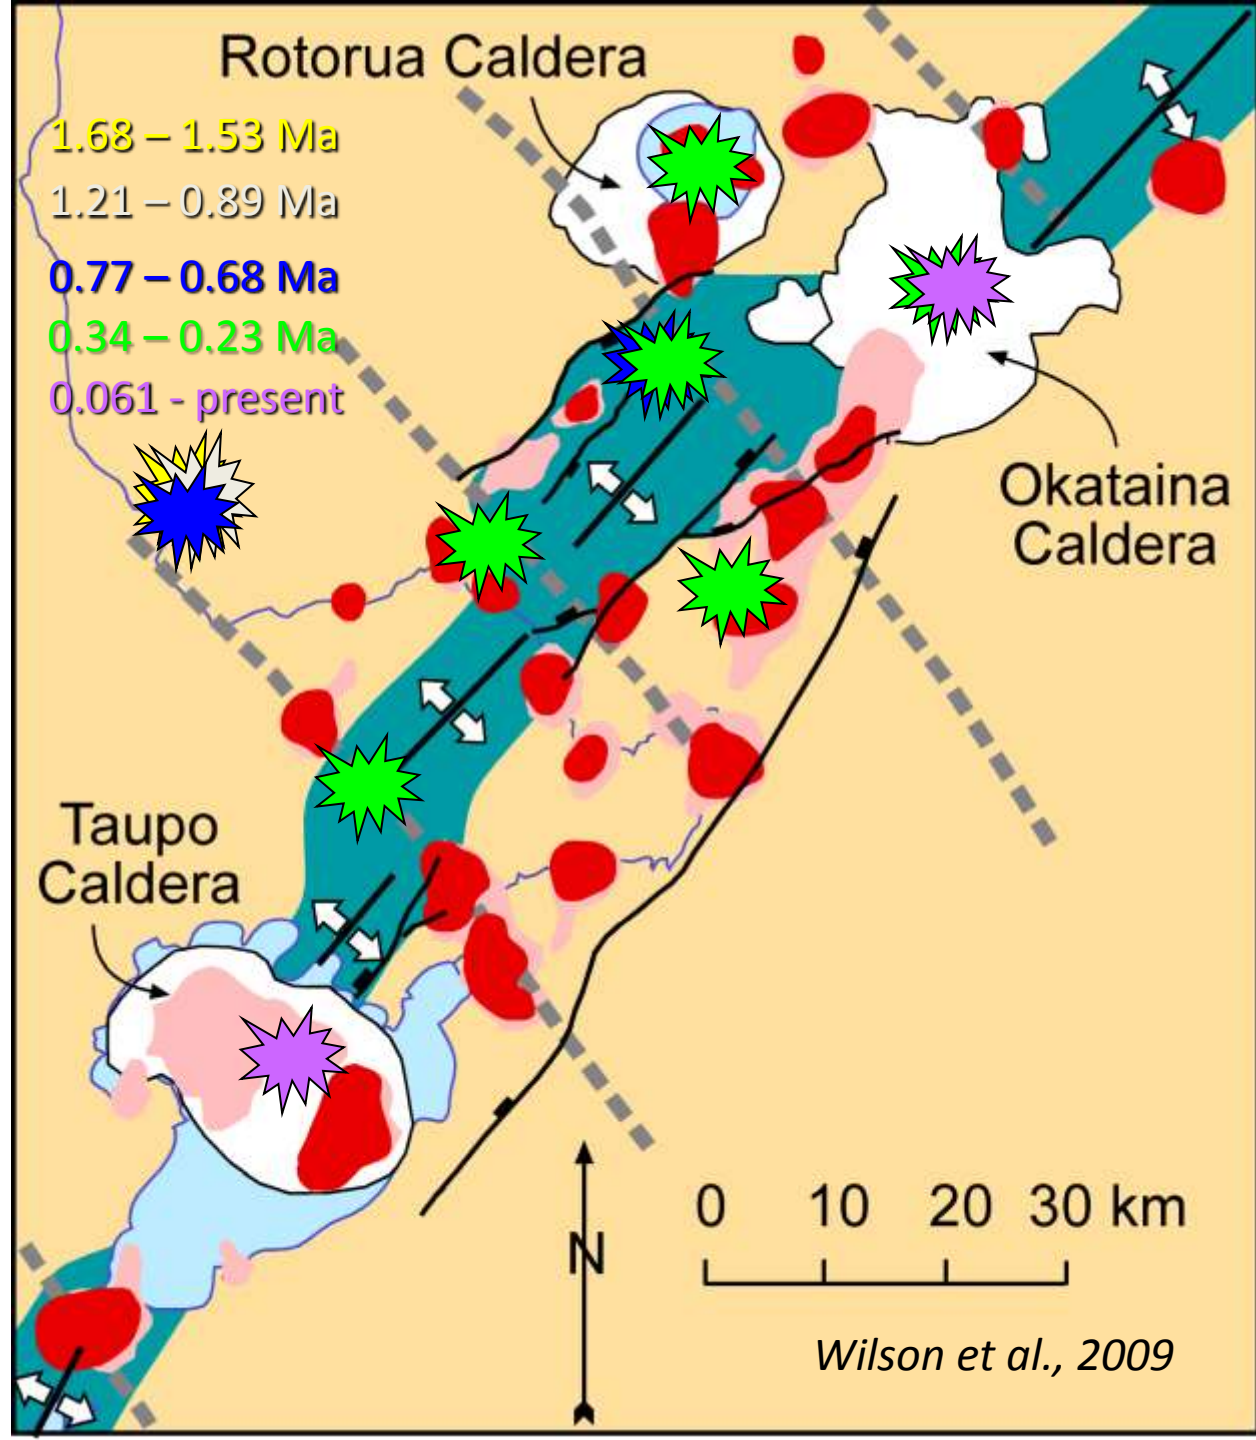 Rotorua Caldera
1.68 – 1.53 Ma
1.21 – 0.89 Ma
0.77 – 0.68 Ma
0.34 – 0.23 Ma
0.061 - present
Okataina
Caldera
Taupo
Caldera
0 10 20 30 km
N
Wilson et al., 2009